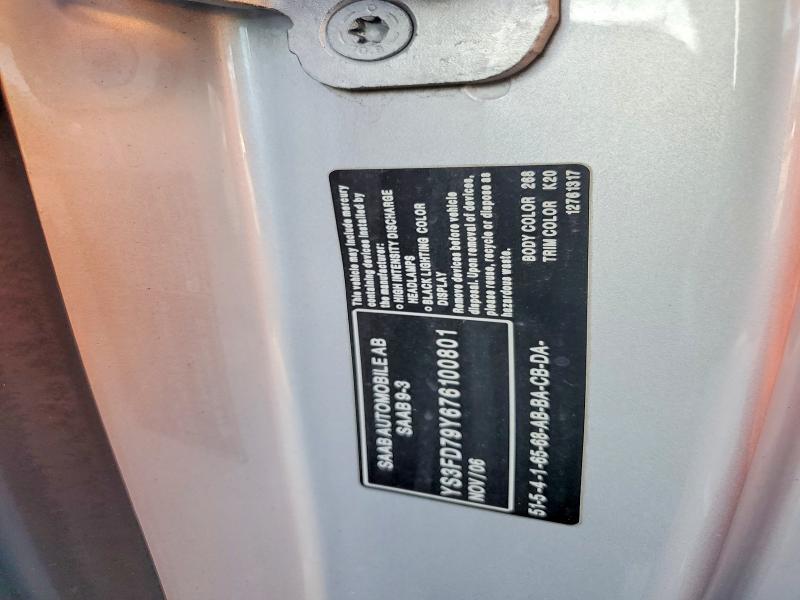 SAAB AUTOMOBILE AB
SAAB 9-3
YS3FD79Y676100801
NOV/06
This vehicle may include mercury
containing devices installed by
the manufacturer:
o HIGH INTENSITY DISCHARGE
HEADLAMPS
o BLACK LIGHTING COLOR
DISPLAY
Remove devices before vehicle
disposal. Upon removal of devices,
please reuse, recycle or dispose as
hazardous waste.
51-5-4-1-65-68-AB-BA-CB-DA-
BODY COLOR 268
TRIM COLOR K20
12761317